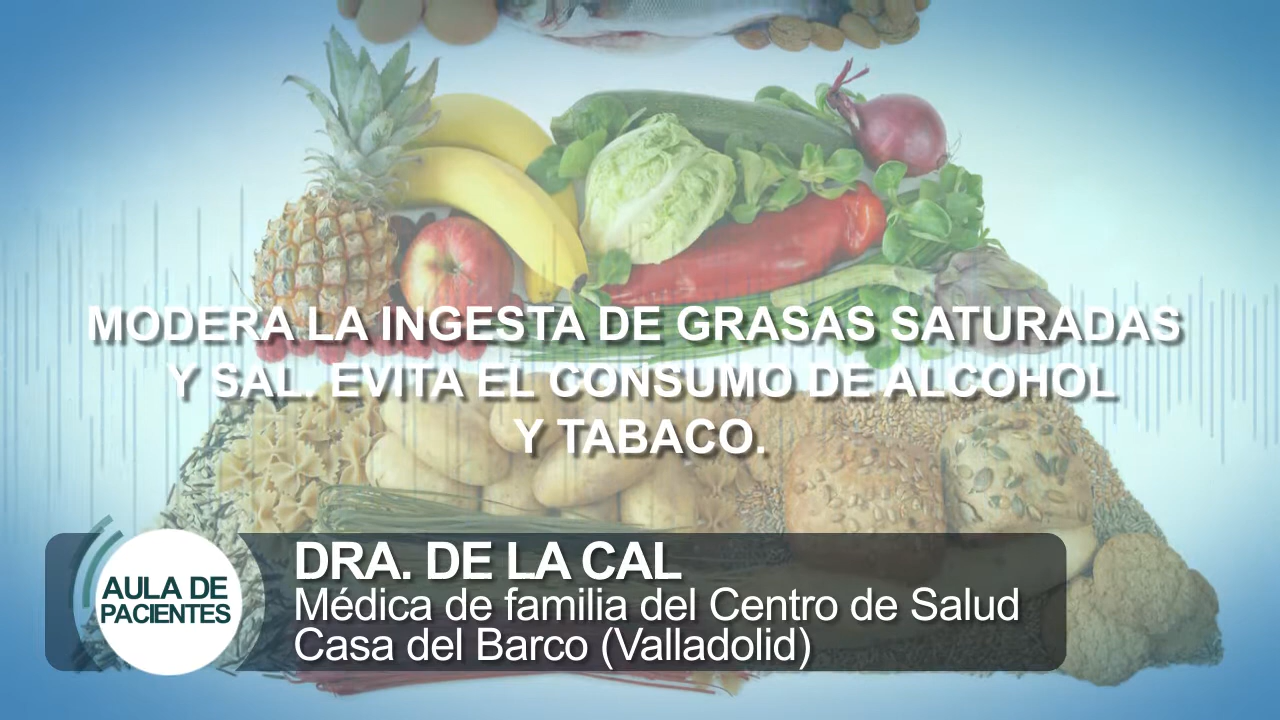 MODERA LA INGESTA DE GRASAS SATURADAS
Y SAL. EVITA EL CONSUMO DE ALCOHOL
Y TABACO.
DRA. DE LA CAL
Médica de familia del Centro de Salud
Casa del Barco (Valladolid)
AULA DE
PACIENTES